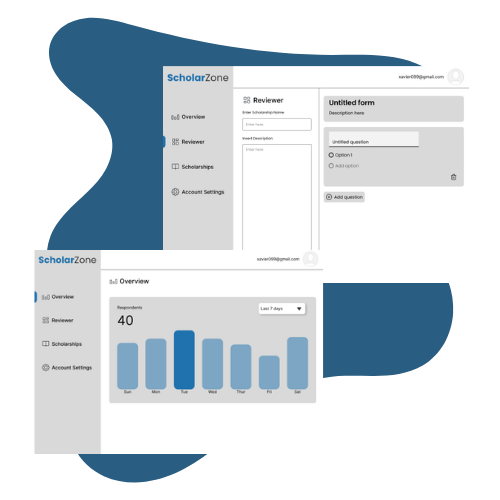 ScholarZone
xavier009@gmail.com
Overview
Reviewer
Scholarships
Account Settings
Reviewer
Enter Scholarship Name
Enter here
Insert Description
Enter here
Untitled form
Description here
Untitled question
Option 1
Add option
Add question
ScholarZone
xavier009@gmail.com
Overview
Reviewer
Scholarships
Account Settings
Overview
Respondents
40
Last 7 days
Sun Mon Tue Wed Thur Fri Sat